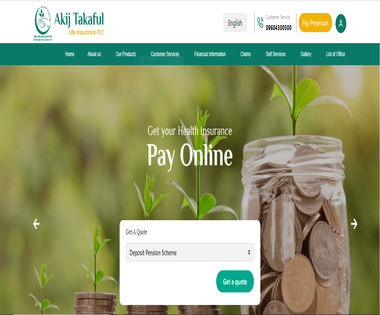 Akij Takaful
Life Insurance PLC
English
Customer Service
09604300500
Pay Premium
Home About us Our Products Customer Services Financial Information Claims Self Services Gallery List of Office
Get your Health insurance
Pay Online
Get A Quote
Deposit Pension Scheme
Get a quote